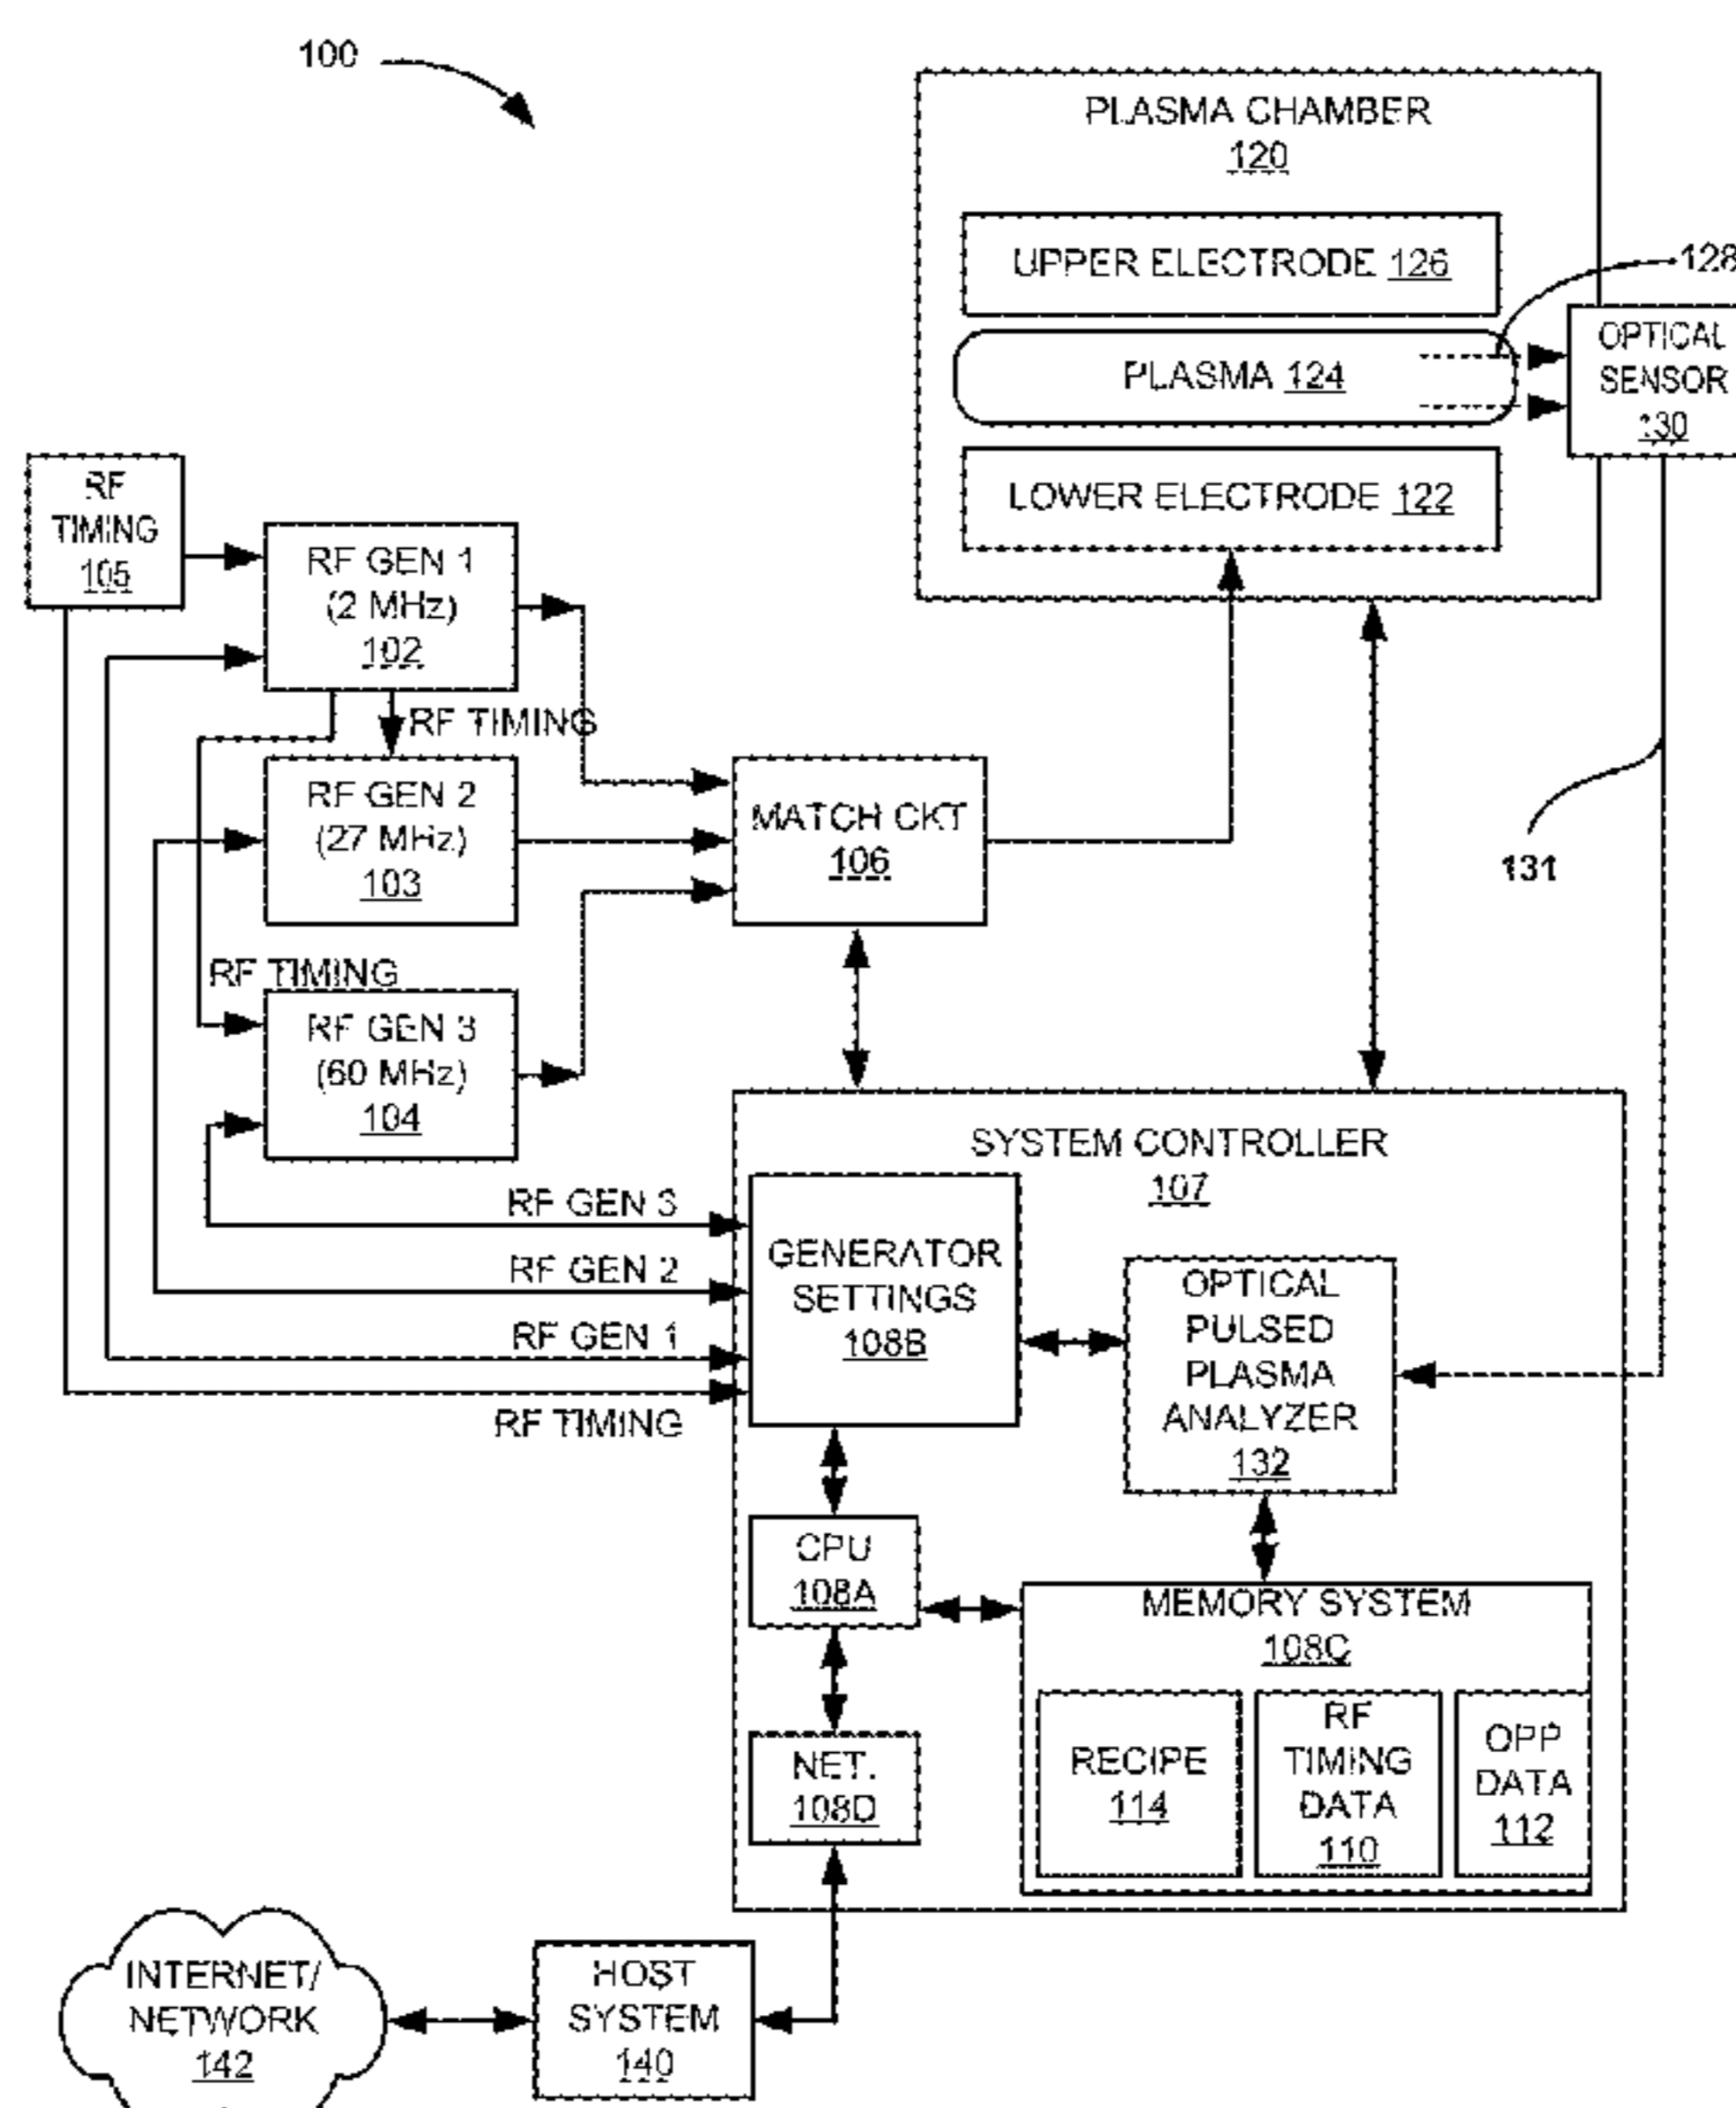 100
PLASMA CHAMBER
120
UPPER ELECTRODE 126
128
OPTICAL
SENSOR
130
PLASMA 124
LOWER ELECTRODE 122
RF
TIMING
105
RF GEN 1
(2 MHz)
102
RF TIMING
RF GEN 2
(27 MHz)
103
MATCH CKT
106
131
RF TIMING
RF GEN 3
(60 MHz)
104
SYSTEM CONTROLLER
107
RF GEN 3
RF GEN 2
RF GEN 1
RF TIMING
GENERATOR
SETTINGS
108B
OPTICAL
PULSED
PLASMA
ANALYZER
132
CPU
108A
MEMORY SYSTEM
108C
NET.
108D
RECIPE
114
RF
TIMING
DATA
110
OPP
DATA
112
INTERNET/
NETWORK
142
HOST
SYSTEM
140